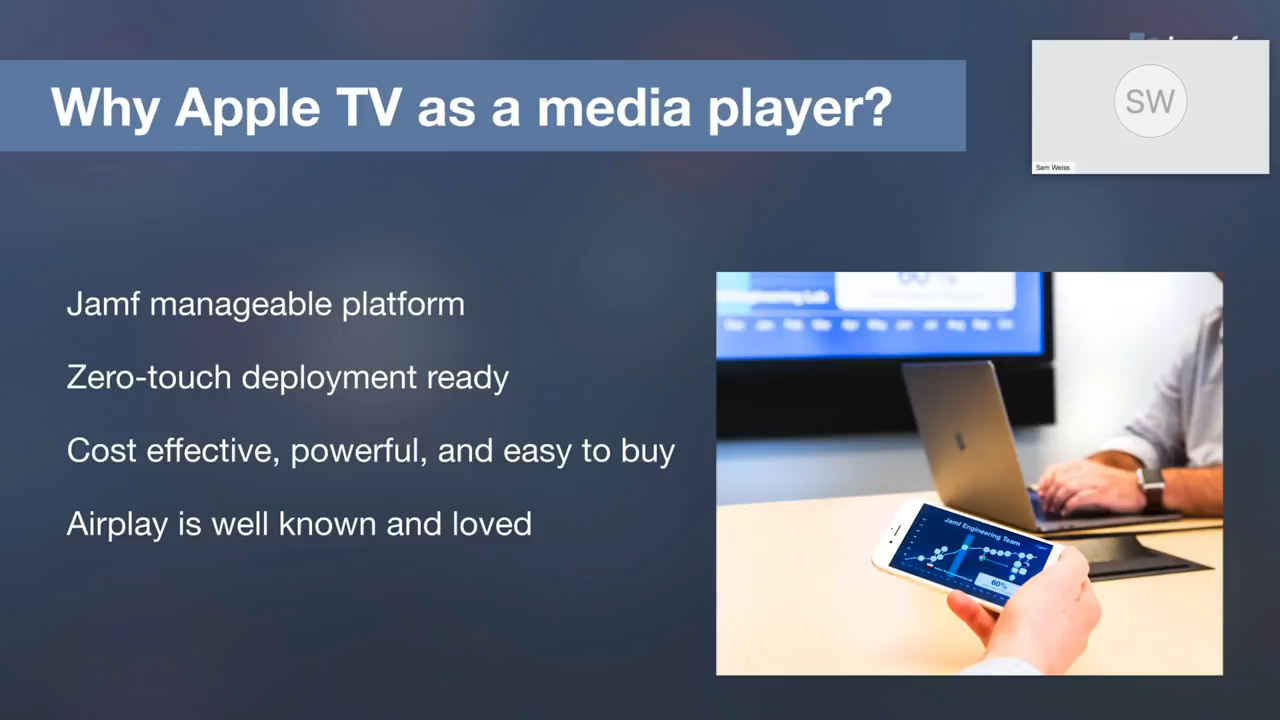 Why Apple TV as a media player?
SW
Sam Weiss
Jamf manageable platform
Zero-touch deployment ready
Cost effective, powerful, and easy to buy
Airplay is well known and loved
60%
Jamf Engineering Team
60%